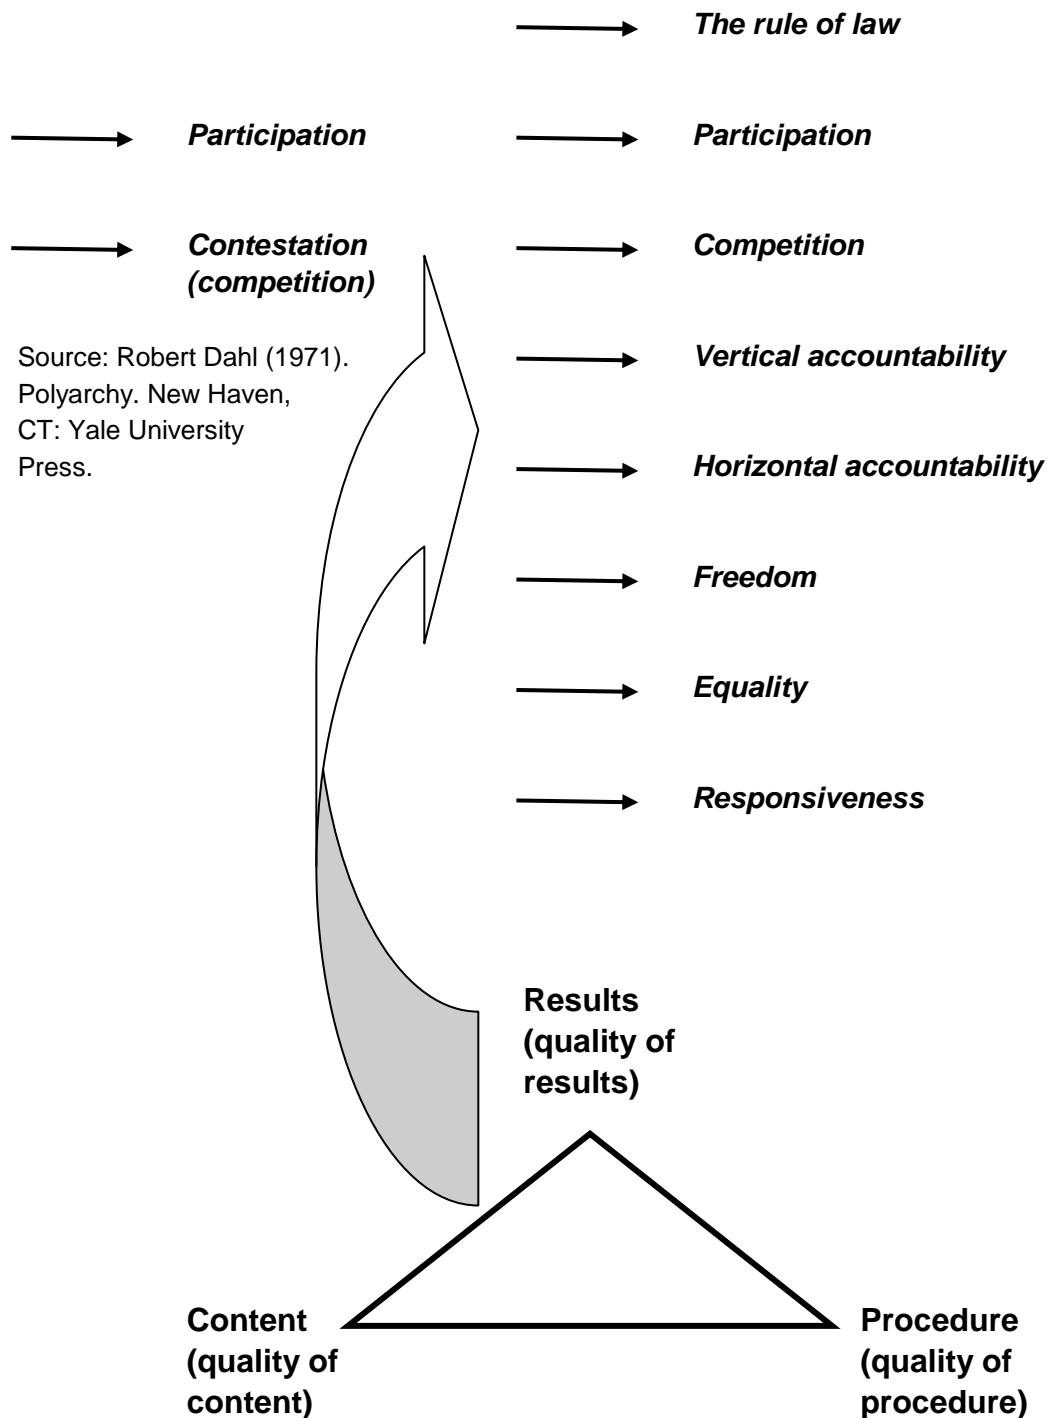 The rule of law
Participation
Participation
Contestation
(competition)
Competition
Source: Robert Dahl (1971).
Polyarchy. New Haven,
CT: Yale University
Press.
Vertical accountability
Horizontal accountability
Freedom
Equality
Responsiveness
Results
(quality of
results)
Content
(quality of
content)
Procedure
(quality of
procedure)